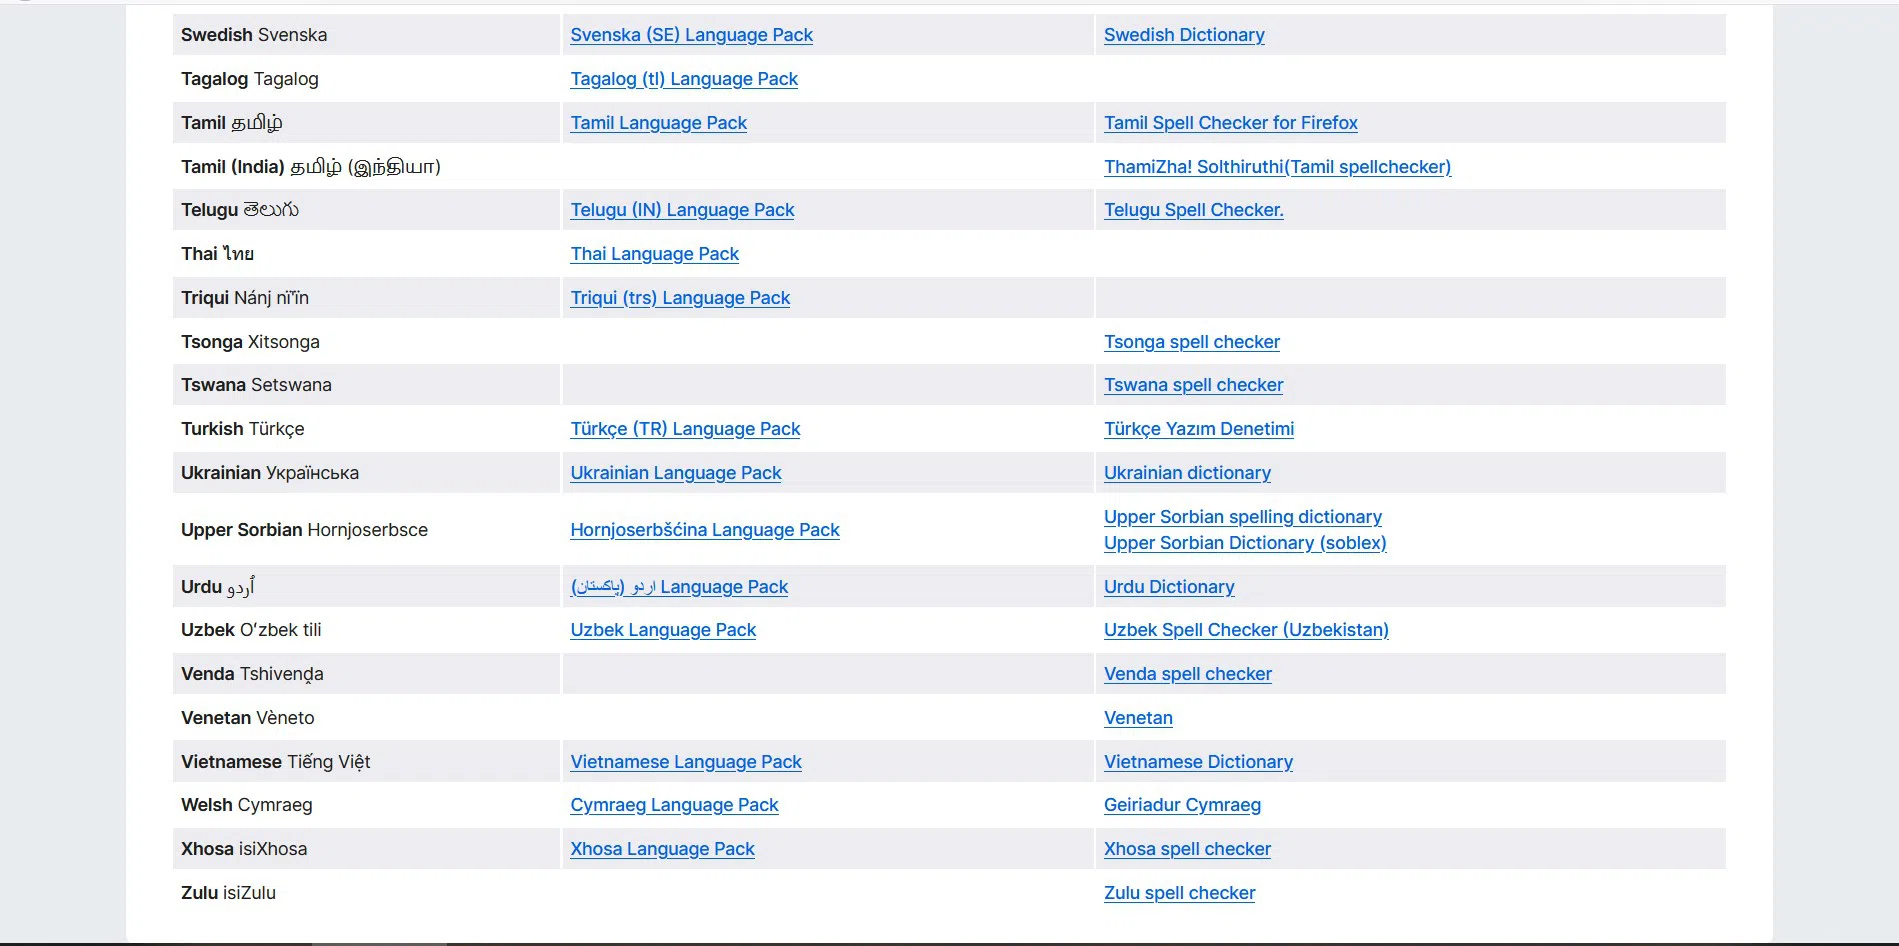 Swedish Svenska Svenska (SE) Language Pack Swedish Dictionary
Tagalog Tagalog Tagalog (tl) Language Pack
Tamil தமிழ் Tamil Language Pack Tamil Spell Checker for Firefox
Tamil (India) தமிழ் (இந்தியா) ThamiZha! Solthiruthi(Tamil spellchecker)
Telugu తెలుగు Telugu (IN) Language Pack Telugu Spell Checker.
Thai ไทย Thai Language Pack
Triqui Nánj nï'ïn Triqui (trs) Language Pack
Tsonga Xitsonga Tsonga spell checker
Tswana Setswana Tswana spell checker
Turkish Türkçe Türkçe (TR) Language Pack Türkçe Yazım Denetimi
Ukrainian Українська Ukrainian Language Pack Ukrainian dictionary
Upper Sorbian Hornjoserbsce Hornjoserbšćina Language Pack Upper Sorbian spelling dictionary
Upper Sorbian Dictionary (soblex)
Urdu اُردو اردو (پاکستان) Language Pack Urdu Dictionary
Uzbek Oʻzbek tili Uzbek Language Pack Uzbek Spell Checker (Uzbekistan)
Venda Tshivenḓa Venda spell checker
Venetan Vèneto Venetan
Vietnamese Tiếng Việt Vietnamese Language Pack Vietnamese Dictionary
Welsh Cymraeg Cymraeg Language Pack Geiriadur Cymraeg
Xhosa isiXhosa Xhosa Language Pack Xhosa spell checker
Zulu isiZulu Zulu spell checker